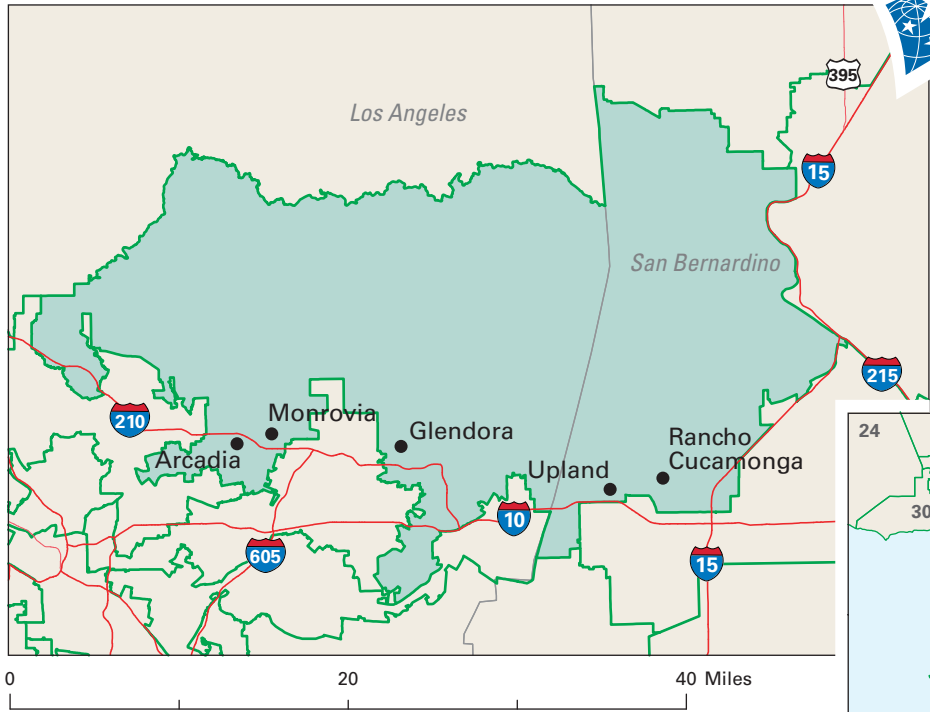 395
Los Angeles
15
San Bernardino
215
210
Monrovia
Glendora
Arcadia
Rancho
Cucamonga
Upland
24
10
30
605
15
0
20
40 Miles